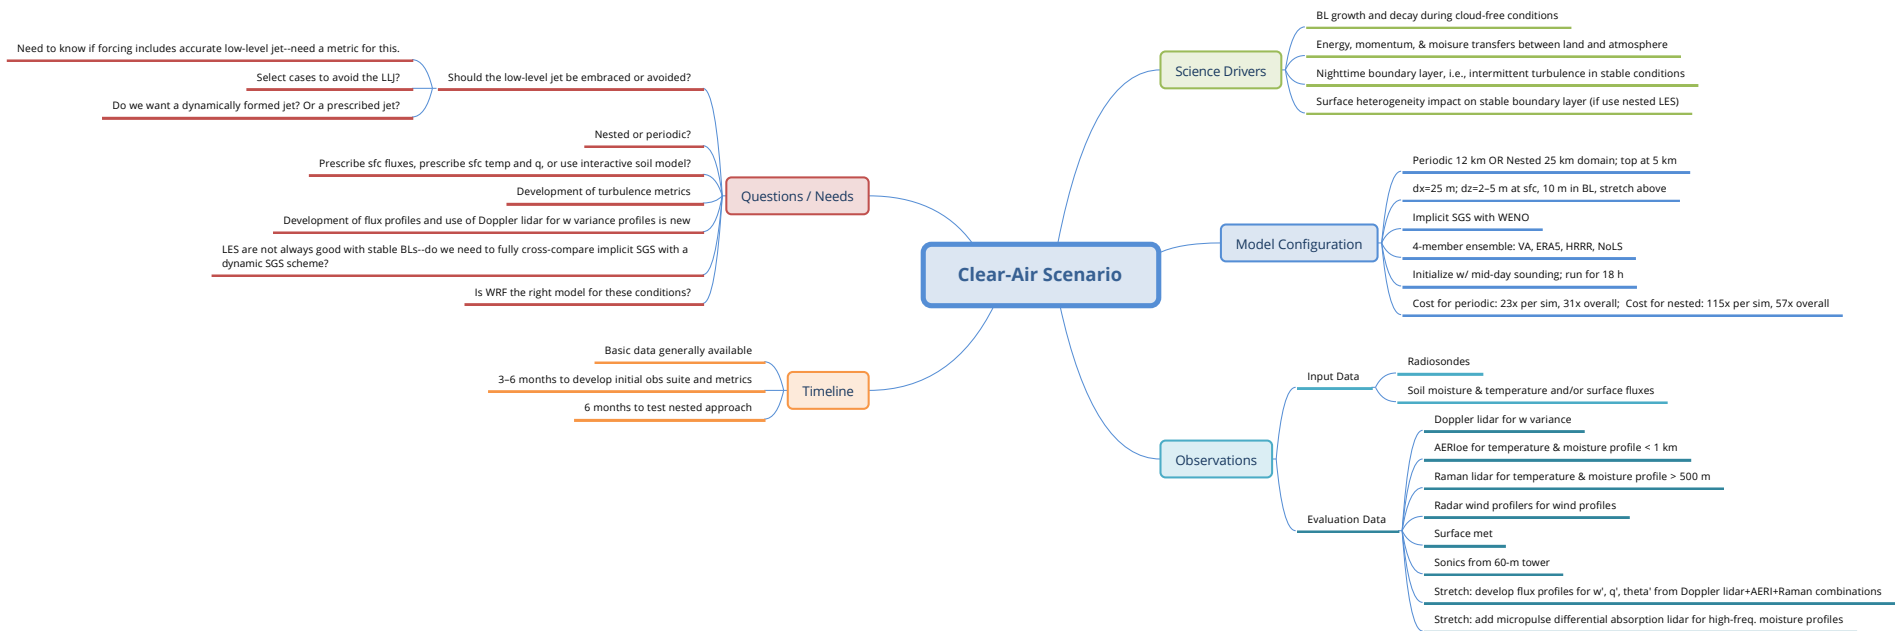 Clear-Air Scenario
Science Drivers
BL growth and decay during cloud-free conditions
Energy, momentum, & moisure transfers between land and atmosphere
Nighttime boundary layer, i.e., intermittent turbulence in stable conditions
Surface heterogeneity impact on stable boundary layer (if use nested LES)
Model Configuration
Periodic 12 km OR Nested 25 km domain; top at 5 km
dx=25 m; dz=2–5 m at sfc, 10 m in BL, stretch above
Implicit SGS with WENO
4-member ensemble: VA, ERA5, HRRR, NoLS
Initialize w/ mid-day sounding; run for 18 h
Cost for periodic: 23x per sim, 31x overall;  Cost for nested: 115x per sim, 57x overall
Observations
Input Data
Radiosondes
Soil moisture & temperature and/or surface fluxes
Evaluation Data
Doppler lidar for w variance
AERIoe for temperature & moisture profile < 1 km
Raman lidar for temperature & moisture profile > 500 m
Radar wind profilers for wind profiles
Surface met
Sonics from 60-m tower
Stretch: develop flux profiles for w', q', theta' from Doppler lidar+AERI+Raman combinations
Stretch: add micropulse differential absorption lidar for high-freq. moisture profiles
Questions / Needs
Should the low-level jet be embraced or avoided?
Need to know if forcing includes accurate low-level jet--need a metric for this.
Select cases to avoid the LLJ?
Do we want a dynamically formed jet? Or a prescribed jet?
Nested or periodic?
Prescribe sfc fluxes, prescribe sfc temp and q, or use interactive soil model?
Development of turbulence metrics
Development of flux profiles and use of Doppler lidar for w variance profiles is new
LES are not always good with stable BLs--do we need to fully cross-compare implicit SGS with a
dynamic SGS scheme?
Is WRF the right model for these conditions?
Timeline
Basic data generally available
3–6 months to develop initial obs suite and metrics
6 months to test nested approach